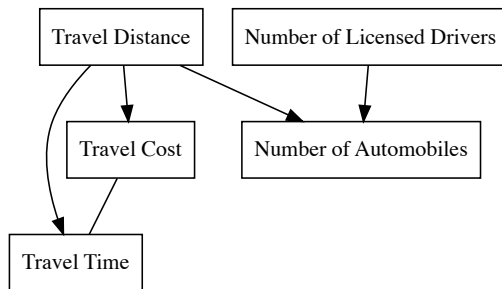 Travel Distance
Number of Licensed Drivers
Travel Cost
Number of Automobiles
Travel Time